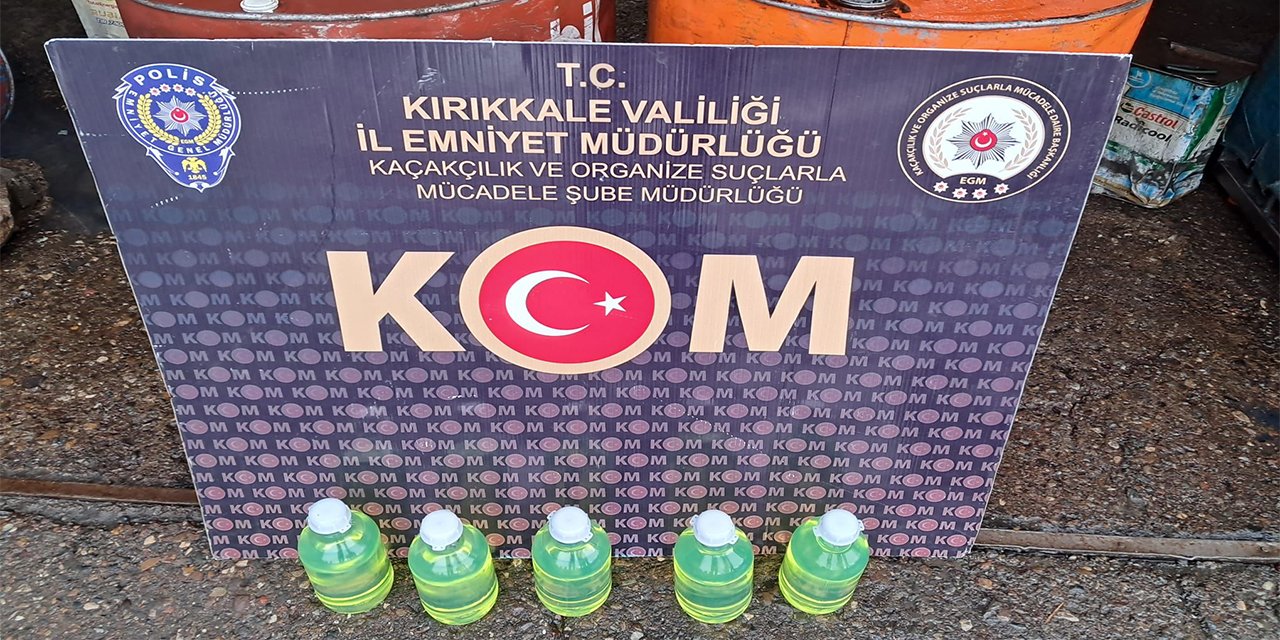 T.C.
KIRIKKALE VALİLİĞİ
İL EMNİYET MÜDÜRLÜĞÜ
KAÇAKÇILIK VE ORGANİZE SUÇLARLA
MÜCADELE ŞUBE MÜDÜRLÜĞÜ
POLİS
EMNİYET GENEL MÜDÜRLÜĞÜ
EGM
1845
KAÇAKÇILIK VE ORGANİZE SUÇLARLA MÜCADELE DAİRE BAŞKANLIĞI
EGM
KOM
Castrol
Radicool